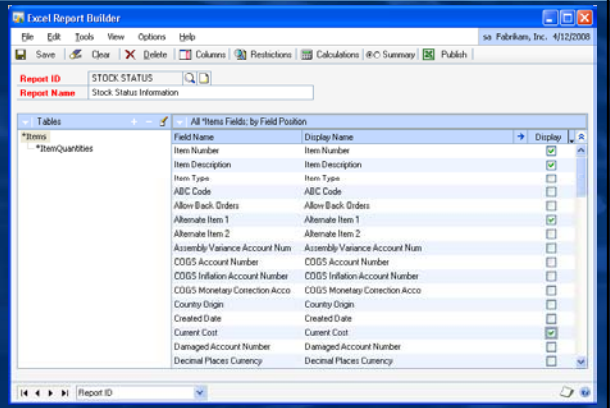 Excel Report Builder
File Edit Tools View Options Help sa Fabrikam, Inc. 4/12/2008
Save Clear Delete Columns Restrictions Calculations Summary Publish
Report ID STOCK STATUS
Report Name Stock Status Information
Tables All *Items Fields; by Field Position
*Items Field Name Display Name Display
*ItemQuantities Item Number Item Number
Item Description Item Description
Item Type Item Type
ABC Code ABC Code
Allow Back Orders Allow Back Orders
Alternate Item 1 Alternate Item 1
Alternate Item 2 Alternate Item 2
Assembly Variance Account Num Assembly Variance Account Num
COGS Account Number COGS Account Number
COGS Inflation Account Number COGS Inflation Account Number
COGS Monetary Correction Acco COGS Monetary Correction Acco
Country Origin Country Origin
Created Date Created Date
Current Cost Current Cost
Damaged Account Number Damaged Account Number
Decimal Places Currency Decimal Places Currency
Report ID